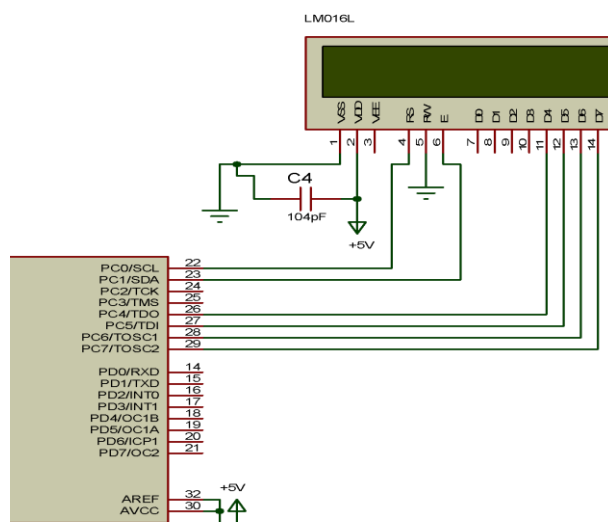 LM016L
VSS VDD VEE RS RW E D0 D1 D2 D3 D4 D5 D6 D7
1 2 3 4 5 6 7 8 9 10 11 12 13 14
C4
104pF
+5V
PC0/SCL 22
PC1/SDA 23
PC2/TCK 24
PC3/TMS 25
PC4/TDO 26
PC5/TDI 27
PC6/TOSC1 28
PC7/TOSC2 29
PD0/RXD 14
PD1/TXD 15
PD2/INT0 16
PD3/INT1 17
PD4/OC1B 18
PD5/OC1A 19
PD6/ICP1 20
PD7/OC2 21
+5V
AREF 32
AVCC 30